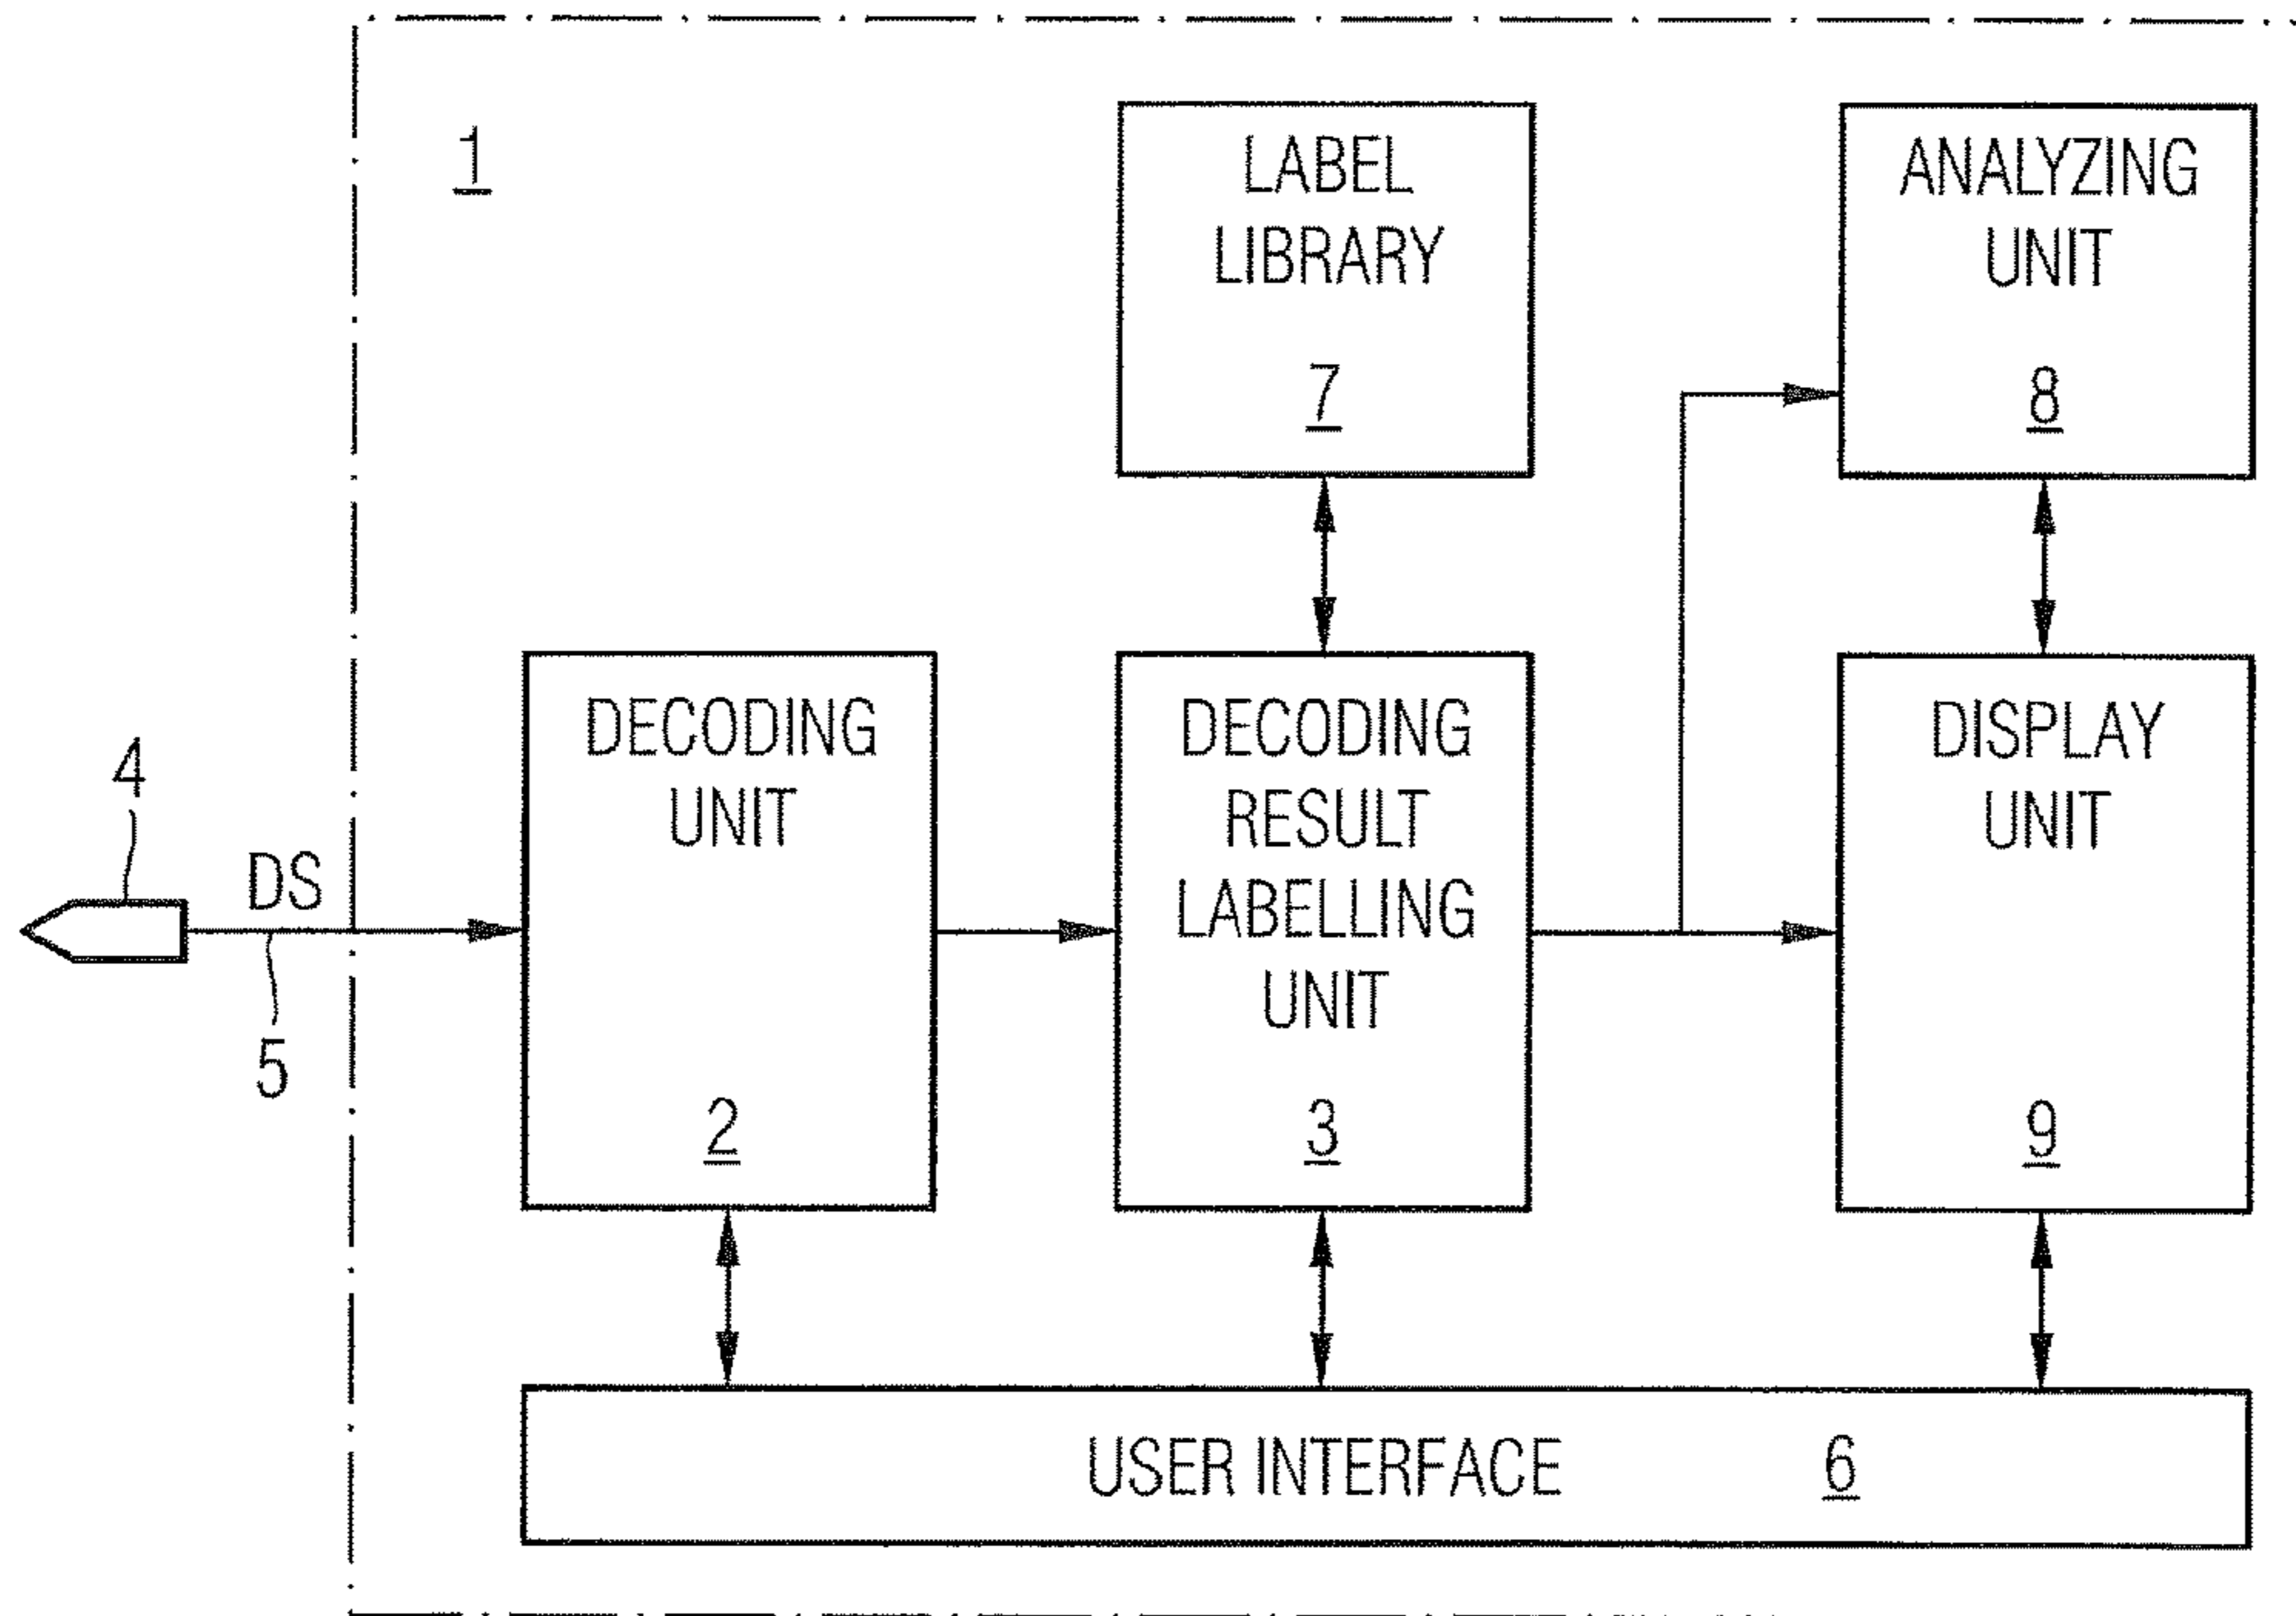 1
LABEL
LIBRARY
7
ANALYZING
UNIT
8
4
DS
5
DECODING
UNIT
2
DECODING
RESULT
LABELLING
UNIT
3
DISPLAY
UNIT
9
USER INTERFACE 6